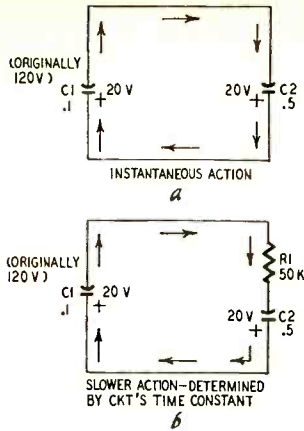 (ORIGINALLY
120V)
C1
.1
+
20 V
20V
+
C2
.5
INSTANTANEOUS ACTION
a
(ORIGINALLY
120V)
C1
.1
+
20 V
R1
50K
20V
+
C2
.5
SLOWER ACTION–DETERMINED
BY CKT'S TIME CONSTANT
b